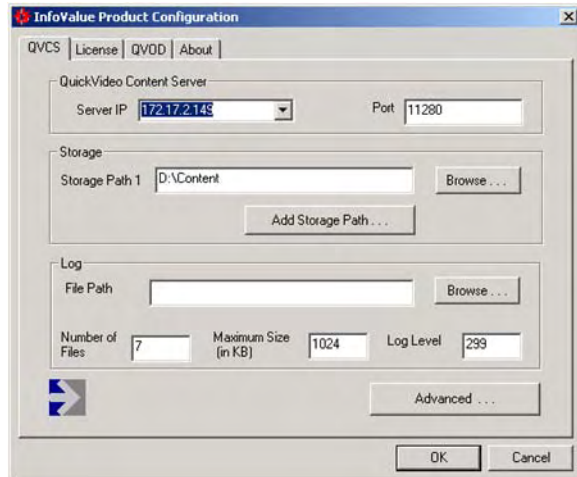 InfoValue Product Configuration
QVCS License QVOD About
QuickVideo Content Server
Server IP 172.17.2.149 Port 11280
Storage
Storage Path 1 D:\Content Browse . . .
Add Storage Path . . .
Log
File Path Browse . . .
Number of Files 7 Maximum Size (in KB) 1024 Log Level 299
Advanced . . .
OK Cancel